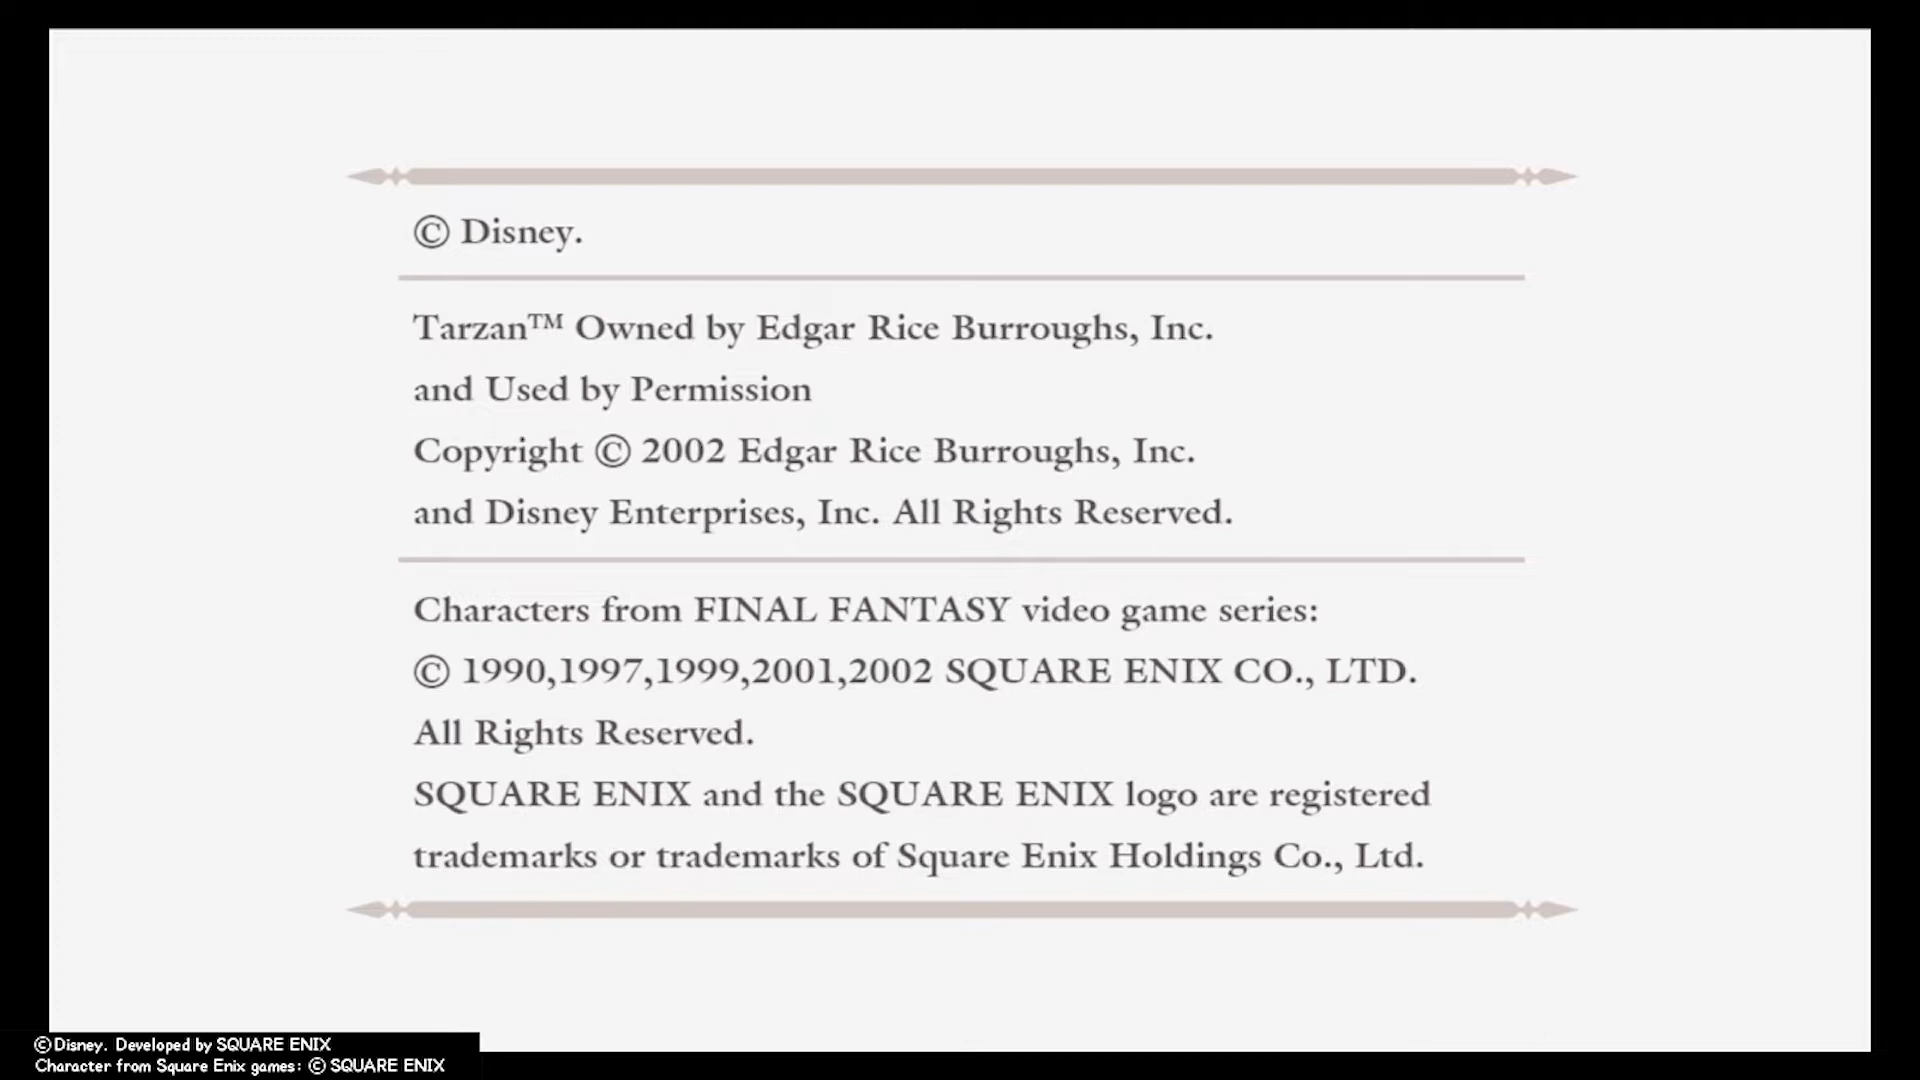 © Disney.
Tarzan™ Owned by Edgar Rice Burroughs, Inc.
and Used by Permission
Copyright © 2002 Edgar Rice Burroughs, Inc.
and Disney Enterprises, Inc. All Rights Reserved.
Characters from FINAL FANTASY video game series:
© 1990,1997,1999,2001,2002 SQUARE ENIX CO., LTD.
All Rights Reserved.
SQUARE ENIX and the SQUARE ENIX logo are registered
trademarks or trademarks of Square Enix Holdings Co., Ltd.
©Disney. Developed by SQUARE ENIX
Character from Square Enix games: © SQUARE ENIX